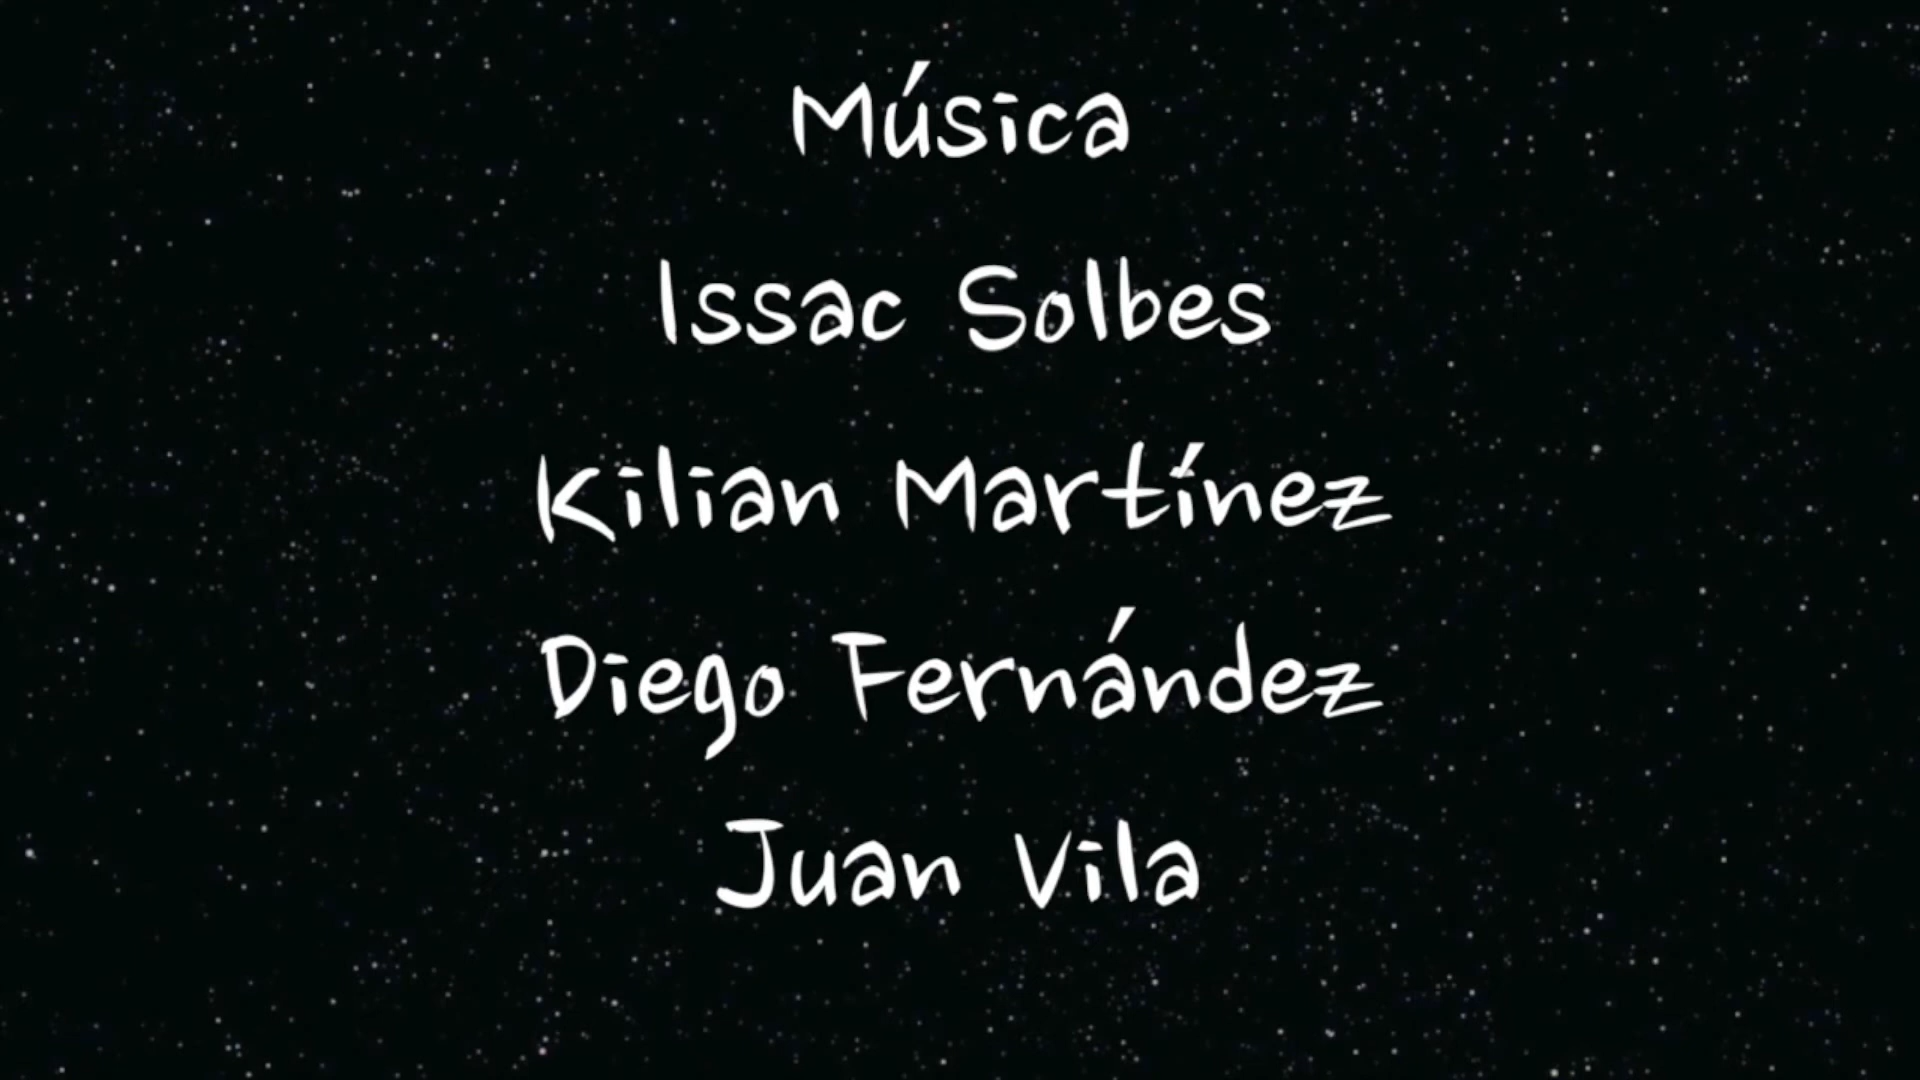 Música
Issac Solbes
Kilian Martínez
Diego Fernández
Juan Vila